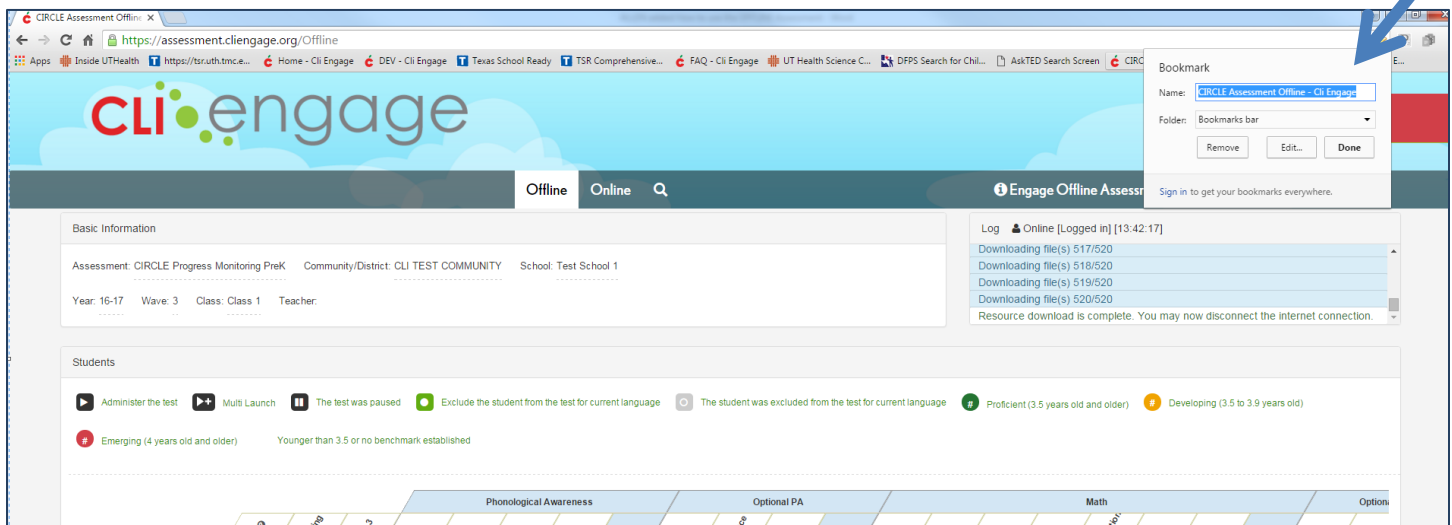 CIRCLE Assessment Offline
https://assessment.cliengage.org/Offline
Apps Inside UTHealth https://tsr.uth.tmc.e... Home - Cli Engage DEV - Cli Engage Texas School Ready TSR Comprehensive... FAQ - Cli Engage UT Health Science C... DFPS Search for Chil... AskTED Search Screen CIRC E...
Bookmark
Name: CIRCLE Assessment Offline - Cli Engage
Folder: Bookmarks bar
Remove Edit... Done
Sign in to get your bookmarks everywhere.
CLI engage
Offline Online Engage Offline Assessm
Basic Information
Assessment: CIRCLE Progress Monitoring PreK Community/District: CLI TEST COMMUNITY School: Test School 1
Year: 16-17 Wave: 3 Class: Class 1 Teacher:
Log Online [Logged in] [13:42:17]
Downloading file(s) 517/520
Downloading file(s) 518/520
Downloading file(s) 519/520
Downloading file(s) 520/520
Resource download is complete. You may now disconnect the internet connection.
Students
Administer the test Multi Launch The test was paused Exclude the student from the test for current language The student was excluded from the test for current language # Proficient (3.5 years old and older) # Developing (3.5 to 3.9 years old)
# Emerging (4 years old and older) Younger than 3.5 or no benchmark established
Phonological Awareness Optional PA Math Optiona